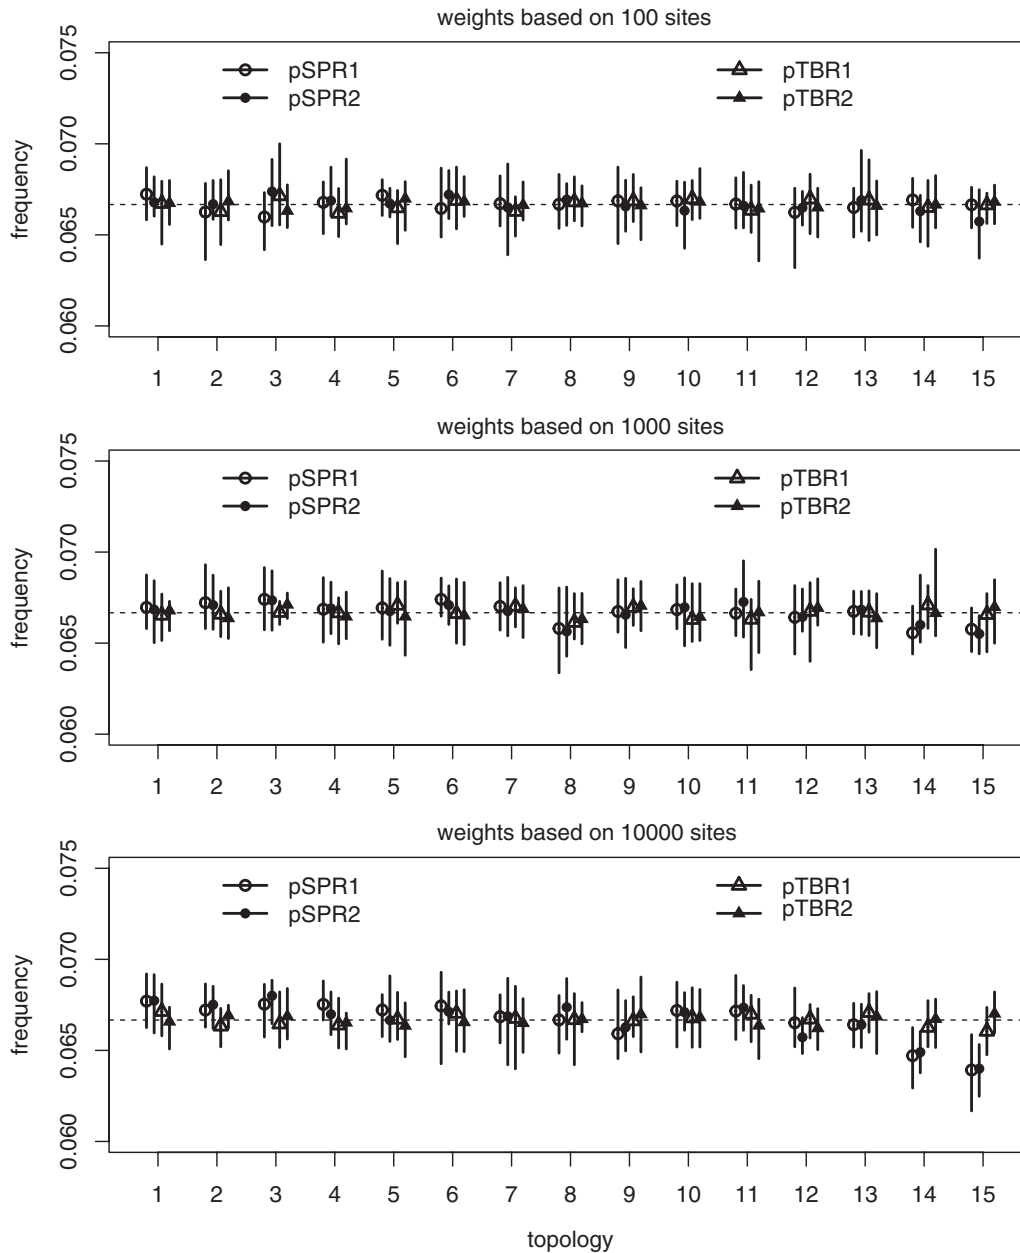 weights based on 100 sites
0.075
0.070
0.065
0.060
frequency
pSPR1
pSPR2
pTBR1
pTBR2
1 2 3 4 5 6 7 8 9 10 11 12 13 14 15
weights based on 1000 sites
0.075
0.070
0.065
0.060
frequency
pSPR1
pSPR2
pTBR1
pTBR2
1 2 3 4 5 6 7 8 9 10 11 12 13 14 15
weights based on 10000 sites
0.075
0.070
0.065
0.060
frequency
pSPR1
pSPR2
pTBR1
pTBR2
1 2 3 4 5 6 7 8 9 10 11 12 13 14 15
topology